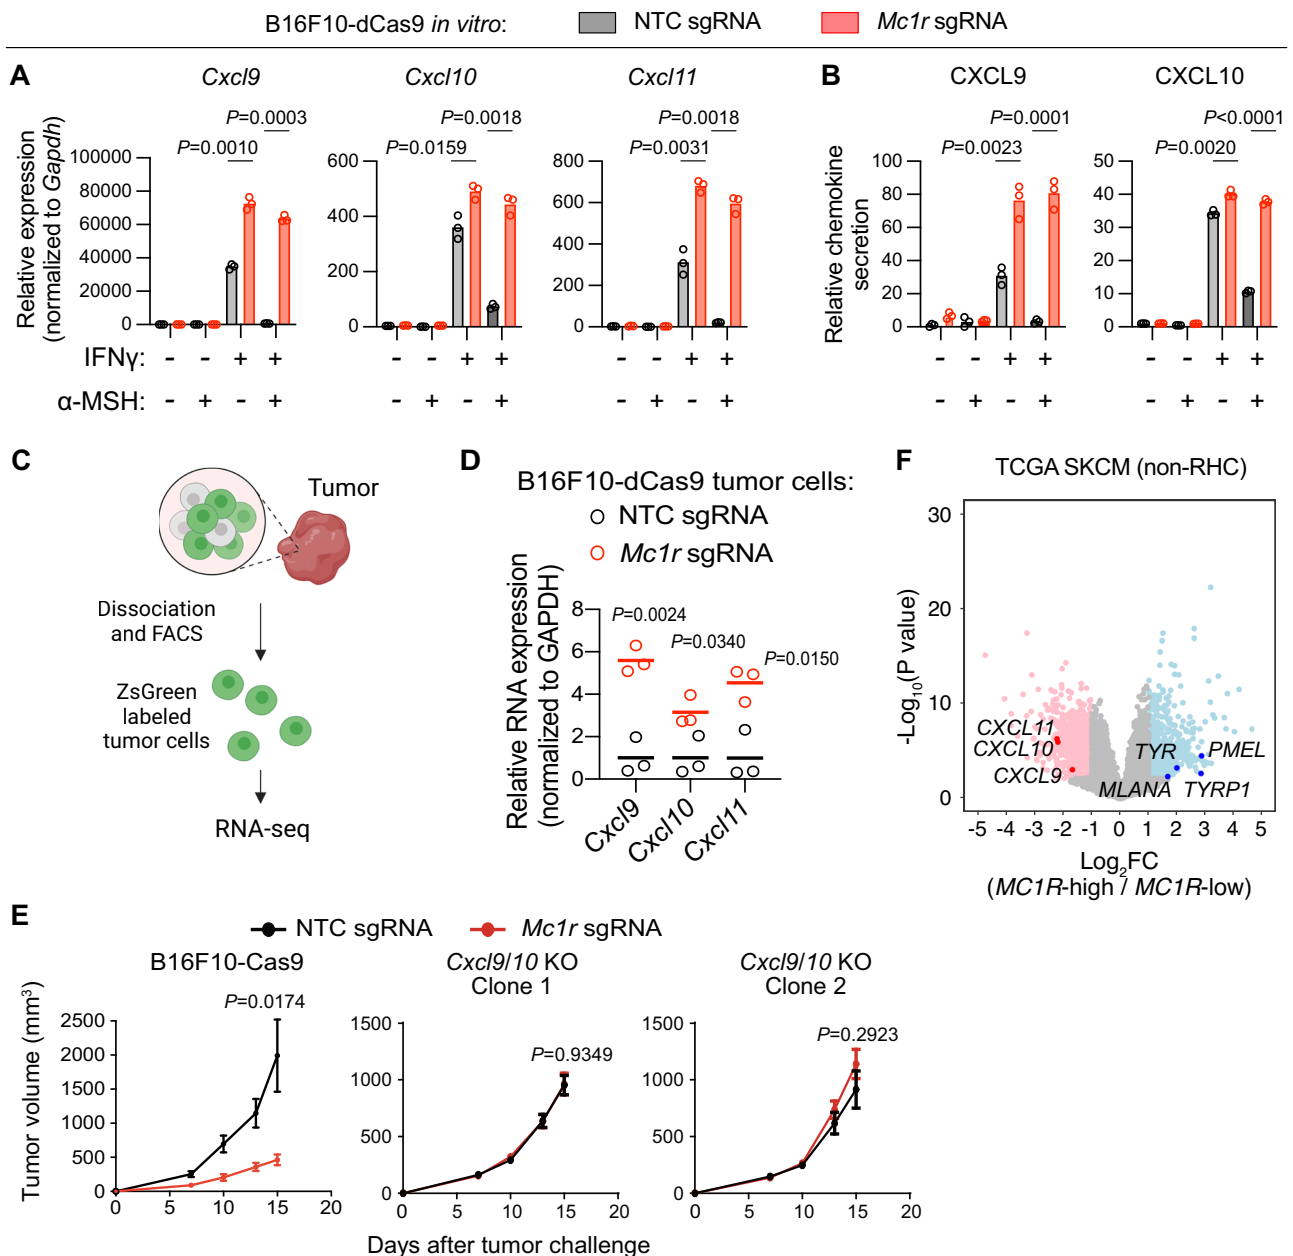 B16F10-dCas9 in vitro: NTC sgRNA Mc1r sgRNA
A
Cxcl9 Cxcl10 Cxcl11
Relative expression
(normalized to Gapdh)
P=0.0003
P=0.0010
100000
80000
60000
40000
20000
0
P=0.0018
P=0.0159
600
400
200
0
P=0.0018
P=0.0031
800
600
400
200
0
IFNγ: - - + + - - + + - - + +
α-MSH: - + - + - + - + - + - +
B
CXCL9 CXCL10
Relative chemokine
secretion
P=0.0001
P=0.0023
100
80
60
40
20
0
P<0.0001
P=0.0020
50
40
30
20
10
0
- - + + - - + +
- + - + - + - +
C
Tumor
Dissociation
and FACS
ZsGreen
labeled
tumor cells
RNA-seq
D
B16F10-dCas9 tumor cells:
NTC sgRNA
Mc1r sgRNA
Relative RNA expression
(normalized to GAPDH)
8
6
4
2
0
P=0.0024
P=0.0340
P=0.0150
Cxcl9
Cxcl10
Cxcl11
F
TCGA SKCM (non-RHC)
-Log10(P value)
30
20
10
0
CXCL11
CXCL10
CXCL9
TYR
PMEL
MLANA
TYRP1
-5 -4 -3 -2 -1 0 1 2 3 4 5
Log2FC
(MC1R-high / MC1R-low)
E
NTC sgRNA Mc1r sgRNA
Tumor volume (mm3)
B16F10-Cas9
P=0.0174
2500
2000
1500
1000
500
0
0 5 10 15 20
Cxcl9/10 KO
Clone 1
P=0.9349
1500
1000
500
0
0 5 10 15 20
Cxcl9/10 KO
Clone 2
P=0.2923
1500
1000
500
0
0 5 10 15 20
Days after tumor challenge